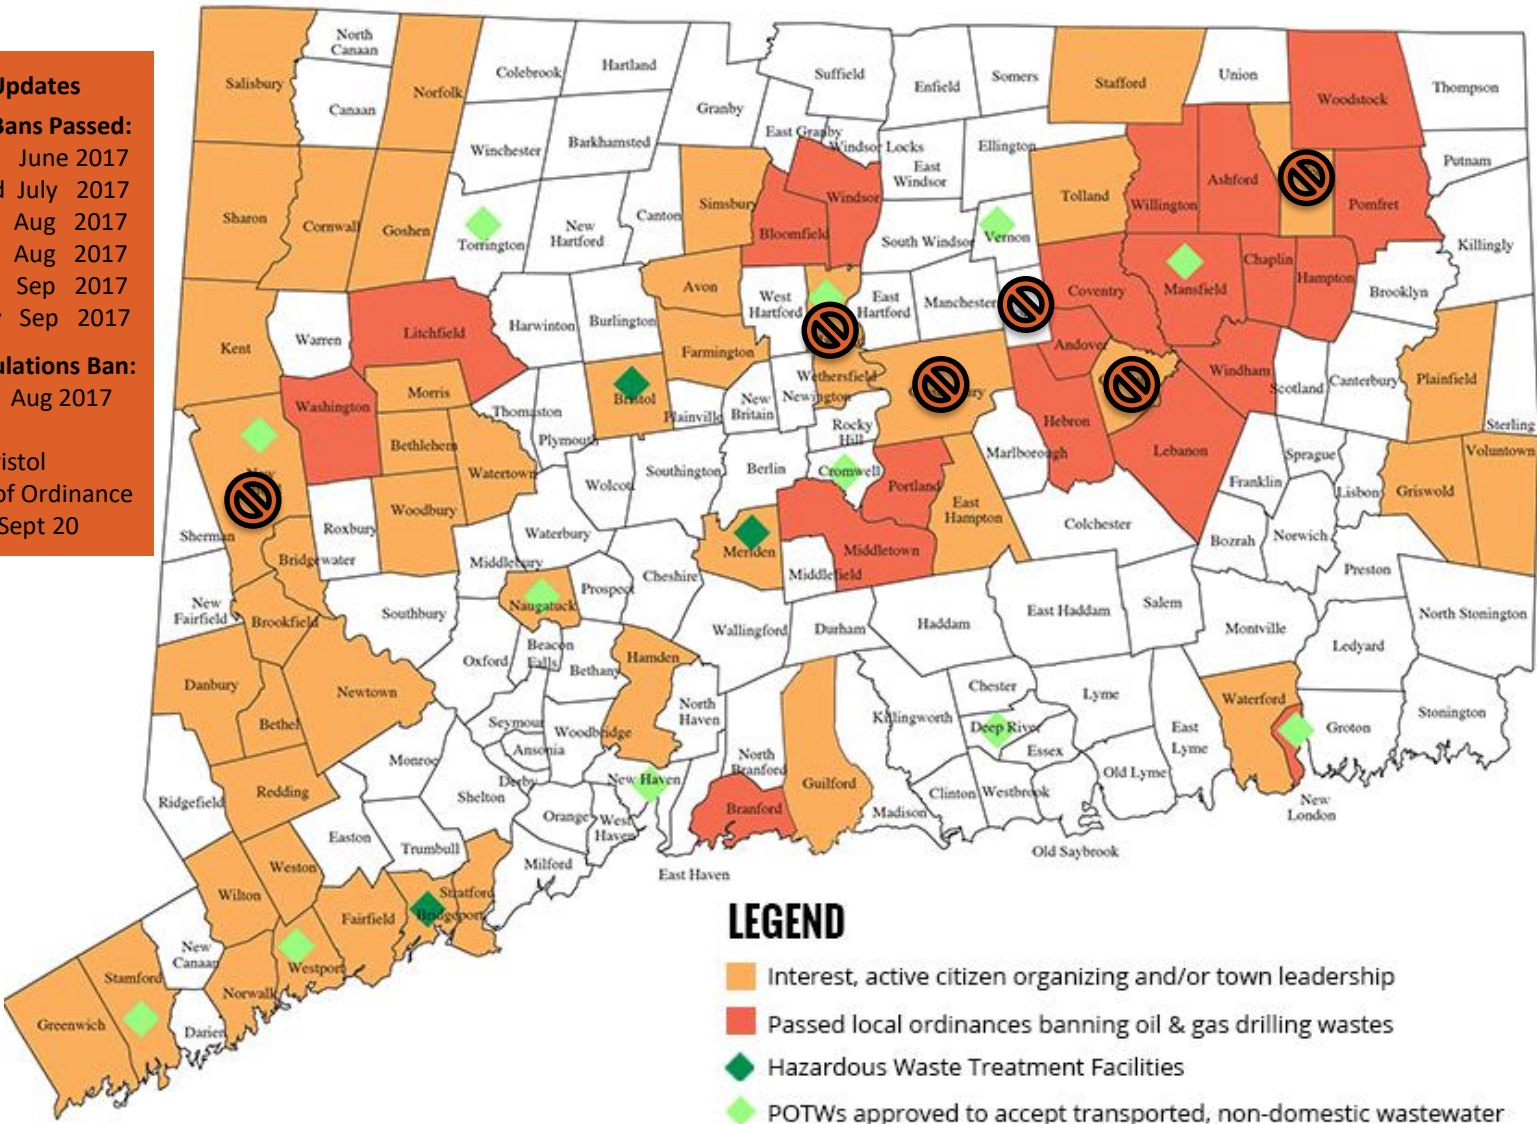 Updates
Bans Passed:
June 2017
July 2017
Aug 2017
Aug 2017
Sep 2017
Sep 2017
Ban:
Aug 2017
of Ordinance
Sept 20
North
Canaan
Salisbury
Canaan
Norfolk
Colebrook
Hartland
Suffield
Enfield
Somers
Stafford
Union
Woodstock
Thompson
Granby
East Granby
Windsor Locks
Winchester
Barkhamsted
East
Windsor
Ellington
Putnam
Sharon
Cornwall
Goshen
Torrington
New
Hartford
Canton
Simsbury
Bloomfield
Windsor
South Windsor
Vernon
Tolland
Willington
Ashford
Pomfret
Killingly
Kent
Warren
Litchfield
Harwinton
Burlington
Avon
West
Hartford
East
Hartford
Manchester
Coventry
Mansfield
Chaplin
Hampton
Brooklyn
Farmington
Andover
Washington
Morris
Bristol
Plainville
New
Britain
Newington
Wethersfield
Hebron
Windham
Scotland
Canterbury
Plainfield
Sterling
Thomaston
Plymouth
Bethlehem
Watertown
Wolcott
Southington
Berlin
Rocky
Hill
Cromwell
Marlborough
Lebanon
Franklin
Sprague
Lisbon
Griswold
Voluntown
New
Sherman
Roxbury
Woodbury
Waterbury
Meriden
Portland
East
Hampton
Colchester
Bozrah
Norwich
Bridgewater
Middlebury
Middletown
Middlefield
Preston
New
Fairfield
Brookfield
Southbury
Naugatuck
Prospect
Cheshire
Wallingford
Durham
Haddam
East Haddam
Salem
Montville
Ledyard
North Stonington
Danbury
Bethel
Newtown
Oxford
Beacon
Falls
Bethany
Hamden
North
Haven
Chester
Lyme
Waterford
Stonington
Seymour
Woodbridge
Ansonia
Killingworth
Deep River
Essex
East
Lyme
Groton
Monroe
Derby
Shelton
New Haven
North
Branford
Guilford
Ridgefield
Redding
Easton
Trumbull
Orange
West
Haven
Branford
Madison
Clinton
Westbrook
Old Lyme
New
London
Milford
East Haven
Old Saybrook
Wilton
Weston
Fairfield
Stratford
Bridgeport
New
Canaan
Westport
Stamford
Norwalk
Greenwich
Darien
LEGEND
Interest, active citizen organizing and/or town leadership
Passed local ordinances banning oil & gas drilling wastes
Hazardous Waste Treatment Facilities
POTWs approved to accept transported, non-domestic wastewater